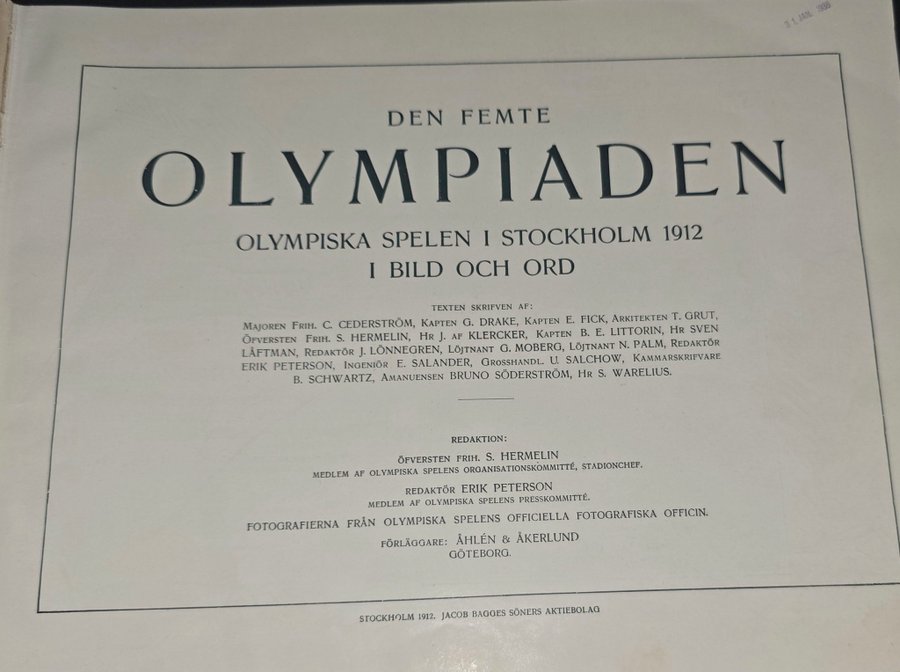 31 JAN. 1936
DEN FEMTE
OLYMPIADEN
OLYMPISKA SPELEN I STOCKHOLM 1912
I BILD OCH ORD
TEXTEN SKRIFVEN AF:
MAJOREN FRIH. C. CEDERSTRÖM, KAPTEN G. DRAKE, KAPTEN E. FICK, ARKITEKTEN T. GRUT,
ÖFVERSTEN FRIH. S. HERMELIN, HR J. AF KLERCKER, KAPTEN B. E. LITTORIN, HR SVEN
LÅFTMAN, REDAKTÖR J. LÖNNEGREN, LÖJTNANT G. MOBERG, LÖJTNANT N. PALM, REDAKTÖR
ERIK PETERSON, INGENIÖR E. SALANDER, GROSSHANDL. U. SALCHOW, KAMMARSKRIFVARE
B. SCHWARTZ, AMANUENSEN BRUNO SÖDERSTRÖM, HR S. WARELIUS.
REDAKTION:
ÖFVERSTEN FRIH. S. HERMELIN
MEDLEM AF OLYMPISKA SPELENS ORGANISATIONSKOMMITTÉ, STADIONCHEF.
REDAKTÖR ERIK PETERSON
MEDLEM AF OLYMPISKA SPELENS PRESSKOMMITTÉ.
FOTOGRAFIERNA FRÅN OLYMPISKA SPELENS OFFICIELLA FOTOGRAFISKA OFFICIN.
FÖRLÄGGARE: ÅHLÉN & ÅKERLUND
GÖTEBORG.
STOCKHOLM 1912, JACOB BAGGES SÖNERS AKTIEBOLAG